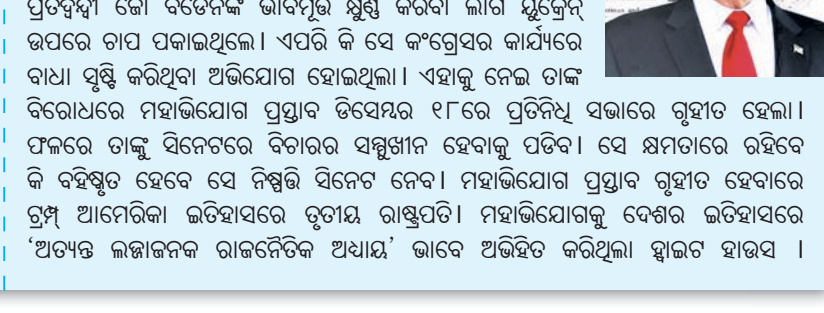 ପ୍ରତିଦ୍ୱନ୍ଦ୍ୱୀ ଜୋ ବିଡେନଙ୍କ ଭାବମୂର୍ତ୍ତି କ୍ଷୁଣ୍ଣ କରିବା ଲାଗି ୟୁକ୍ରେନ୍
ଉପରେ ଚାପ ପକାଇଥିଲେ। ଏପରି କି ସେ କଂଗ୍ରେସର କାର୍ଯ୍ୟରେ
ବାଧା ସୃଷ୍ଟି କରିଥିବା ଅଭିଯୋଗ ହୋଇଥିଲା। ଏହାକୁ ନେଇ ତାଙ୍କ
ବିରୋଧରେ ମହାଭିଯୋଗ ପ୍ରସ୍ତାବ ଡିସେମ୍ବର ୧୮ରେ ପ୍ରତିନିଧି ସଭାରେ ଗୃହୀତ ହେଲା।
ଫଳରେ ତାଙ୍କୁ ସିନେଟରେ ବିଚାରର ସମ୍ମୁଖୀନ ହେବାକୁ ପଡିବ। ସେ କ୍ଷମତାରେ ରହିବେ
କି ବହିଷ୍କୃତ ହେବେ ସେ ନିଷ୍ପତ୍ତି ସିନେଟ ନେବ। ମହାଭିଯୋଗ ପ୍ରସ୍ତାବ ଗୃହୀତ ହେବାରେ
ଟ୍ରମ୍ପ୍ ଆମେରିକା ଇତିହାସରେ ତୃତୀୟ ରାଷ୍ଟ୍ରପତି। ମହାଭିଯୋଗକୁ ଦେଶର ଇତିହାସରେ
‘ଅତ୍ୟନ୍ତ ଲଜ୍ଜାଜନକ ରାଜନୈତିକ ଅଧ୍ୟାୟ’ ଭାବେ ଅଭିହିତ କରିଥିଲା ହ୍ୱାଇଟ ହାଉସ ।